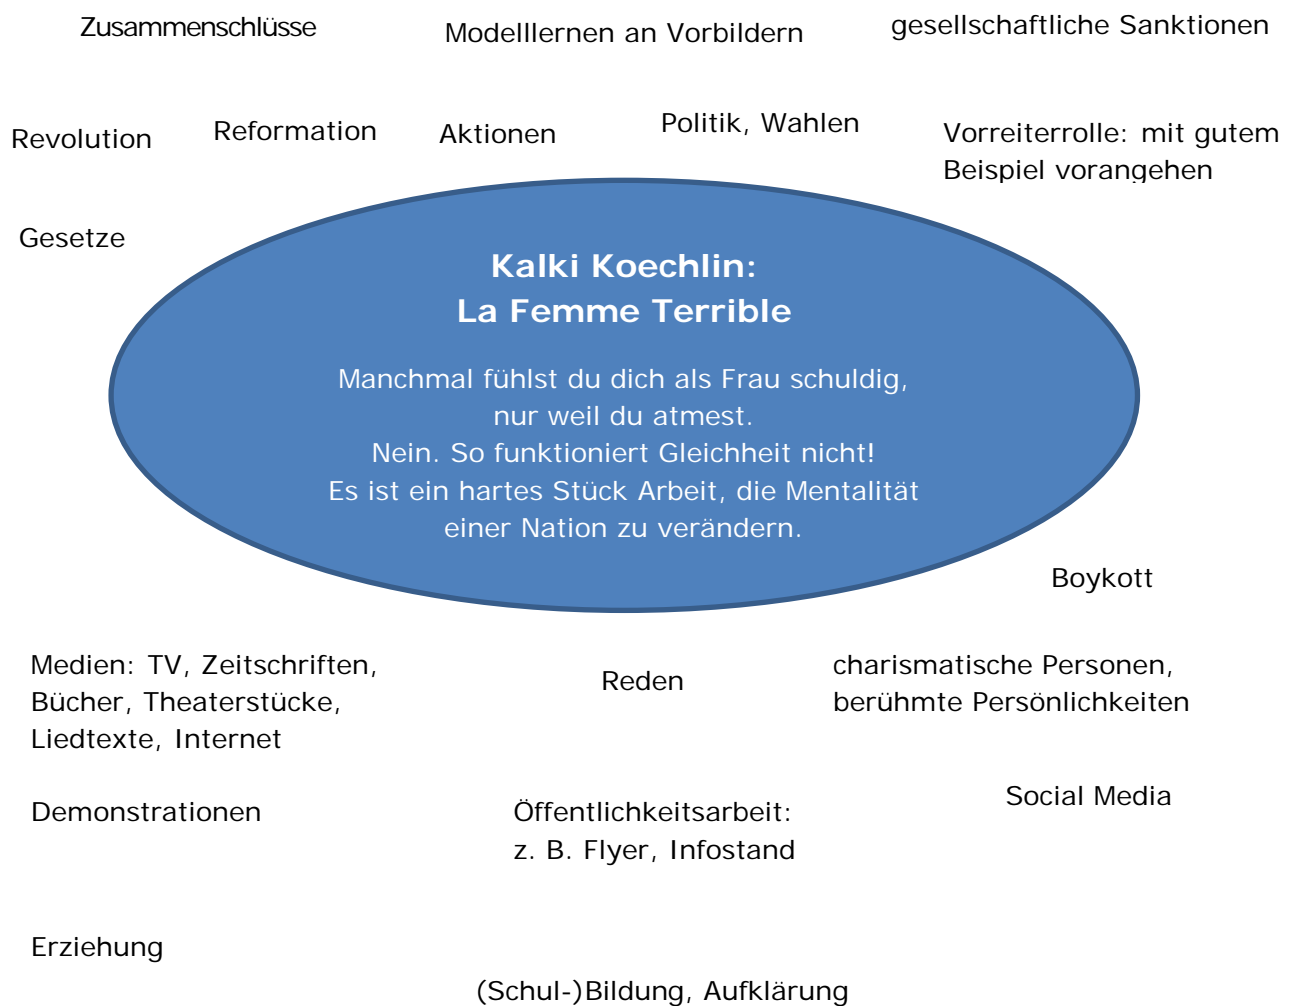 Zusammenschlüsse
Modelllernen an Vorbildern
gesellschaftliche Sanktionen
Revolution
Reformation
Aktionen
Politik, Wahlen
Vorreiterrolle: mit gutem
Beispiel vorangehen
Gesetze
Kalki Koechlin:
La Femme Terrible
Manchmal fühlst du dich als Frau schuldig,
nur weil du atmest.
Nein. So funktioniert Gleichheit nicht!
Es ist ein hartes Stück Arbeit, die Mentalität
einer Nation zu verändern.
Boykott
Medien: TV, Zeitschriften,
Bücher, Theaterstücke,
Liedtexte, Internet
Reden
charismatische Personen,
berühmte Persönlichkeiten
Demonstrationen
Öffentlichkeitsarbeit:
z. B. Flyer, Infostand
Social Media
Erziehung
(Schul-)Bildung, Aufklärung